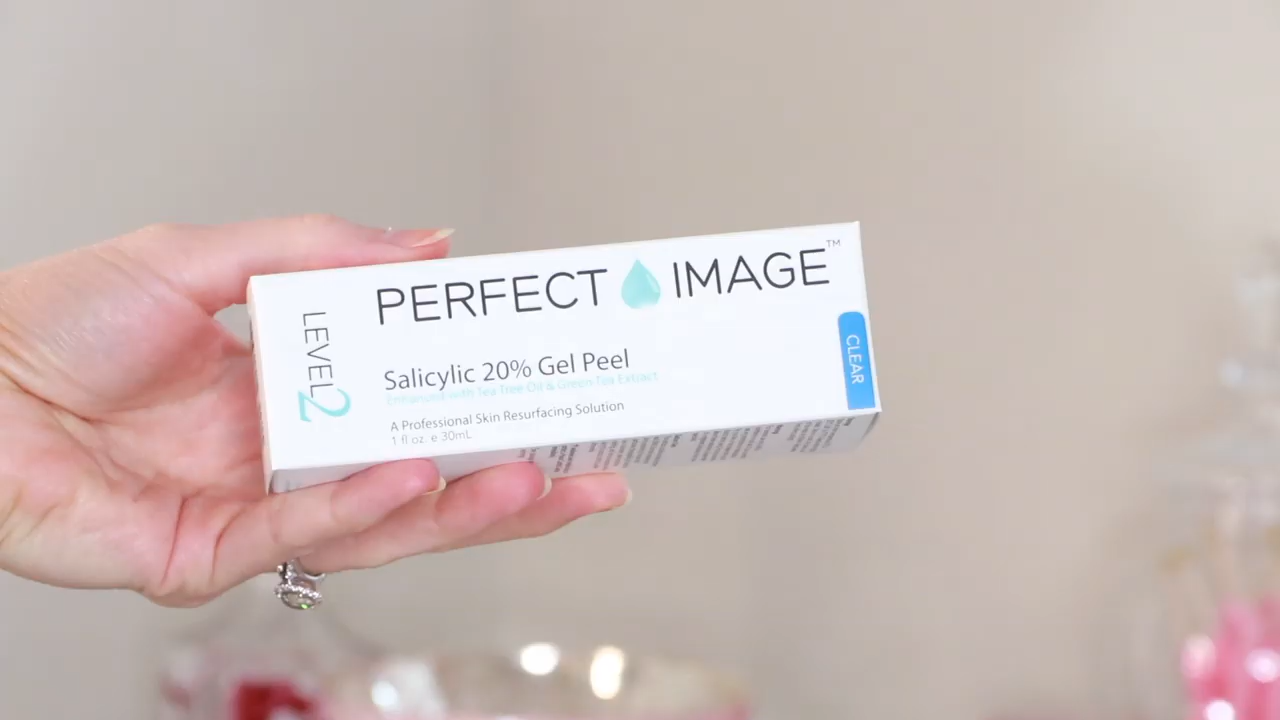 PERFECT IMAGE™
LEVEL 2
Salicylic 20% Gel Peel
Enhanced with Tea Tree Oil & Green Tea Extract
A Professional Skin Resurfacing Solution
1 fl oz. e 30mL
CLEAR